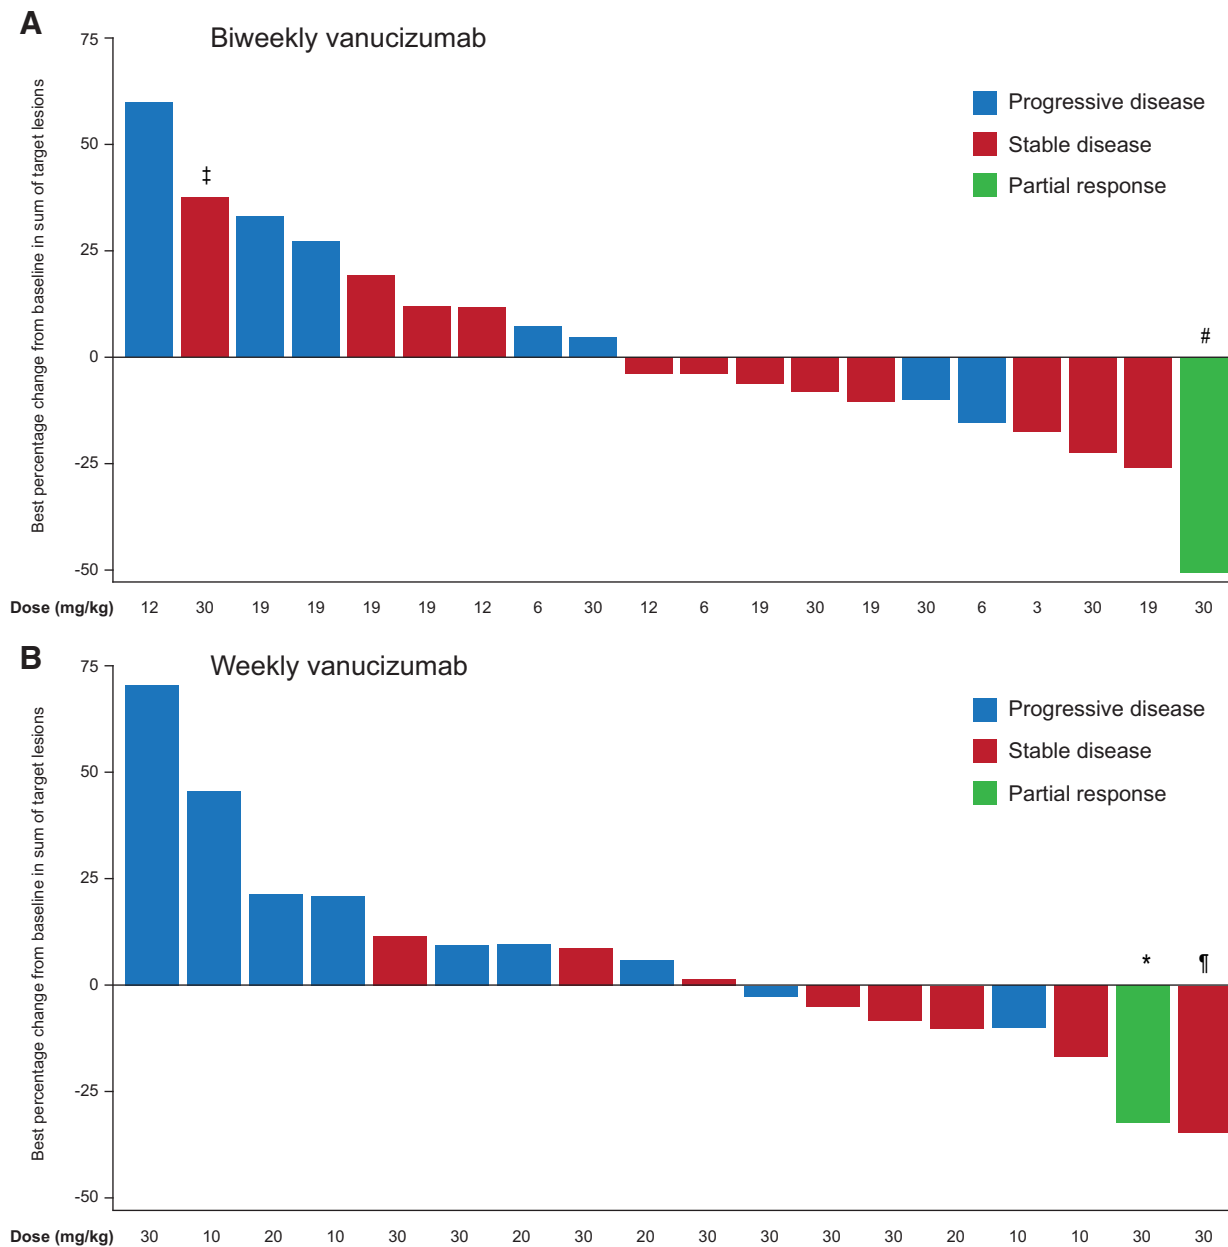 A
Biweekly vanucizumab
Best percentage change from baseline in sum of target lesions
75
50
25
0
-25
-50
Progressive disease
Stable disease
Partial response
‡
#
Dose (mg/kg) 12 30 19 19 19 19 12 6 30 12 6 19 30 19 30 6 3 30 19 30
B
Weekly vanucizumab
Best percentage change from baseline in sum of target lesions
75
50
25
0
-25
-50
Progressive disease
Stable disease
Partial response
* ¶
Dose (mg/kg) 30 10 20 10 30 30 20 30 20 30 30 30 30 20 10 10 30 30